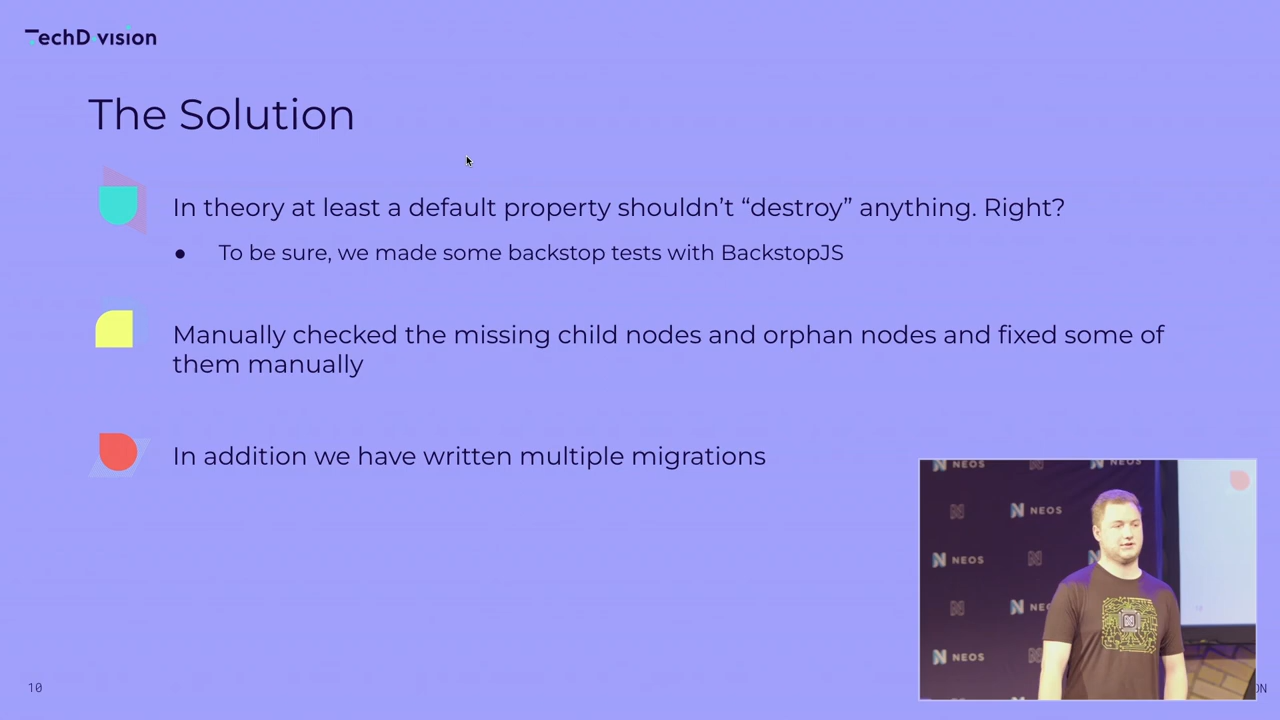 TechDivision
The Solution
In theory at least a default property shouldn’t “destroy” anything. Right?
● To be sure, we made some backstop tests with BackstopJS
Manually checked the missing child nodes and orphan nodes and fixed some of
them manually
In addition we have written multiple migrations
NEOS
NEOS
NEOS
NEOS
NEO
NEOS
10
ON